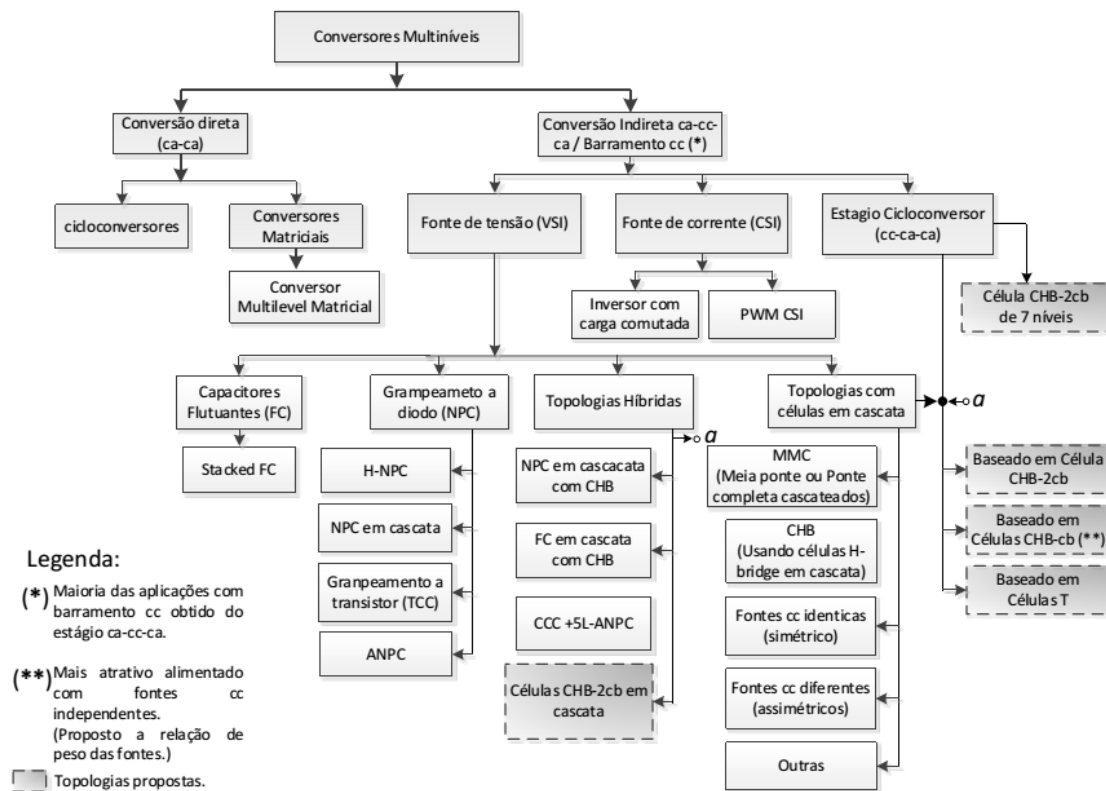 Conversores Multiníveis
Conversão direta
(ca-ca)
Conversão Indireta ca-cc-
ca / Barramento cc (*)
cicloconversores
Conversores
Matriciais
Fonte de tensão (VSI)
Fonte de corrente (CSI)
Estagio Cicloconversor
(cc-ca-ca)
Conversor
Multilevel Matricial
Inversor com
carga comutada
PWM CSI
Célula CHB-2cb
de 7 níveis
Capacitores
Flutuantes (FC)
Grampeameto a
diodo (NPC)
Topologias Híbridas
Topologias com
células em cascata
a
a
Stacked FC
H-NPC
NPC em cascata
Granpeamento a
transistor (TCC)
ANPC
NPC em cascacata
com CHB
FC em cascata
com CHB
CCC +5L-ANPC
Células CHB-2cb em
cascata
MMC
(Meia ponte ou Ponte
completa cascateados)
CHB
(Usando células H-
bridge em cascata)
Fontes cc identicas
(simétrico)
Fontes cc diferentes
(assimétricos)
Outras
Baseado em Célula
CHB-2cb
Baseado em
Células CHB-cb (**)
Baseado em
Células T
Legenda:
(*) Maioria das aplicações com
barramento cc obtido do
estágio ca-cc-ca.
(**) Mais atrativo alimentado
com fontes cc
independentes.
(Proposto a relação de
peso das fontes.)
Topologias propostas.